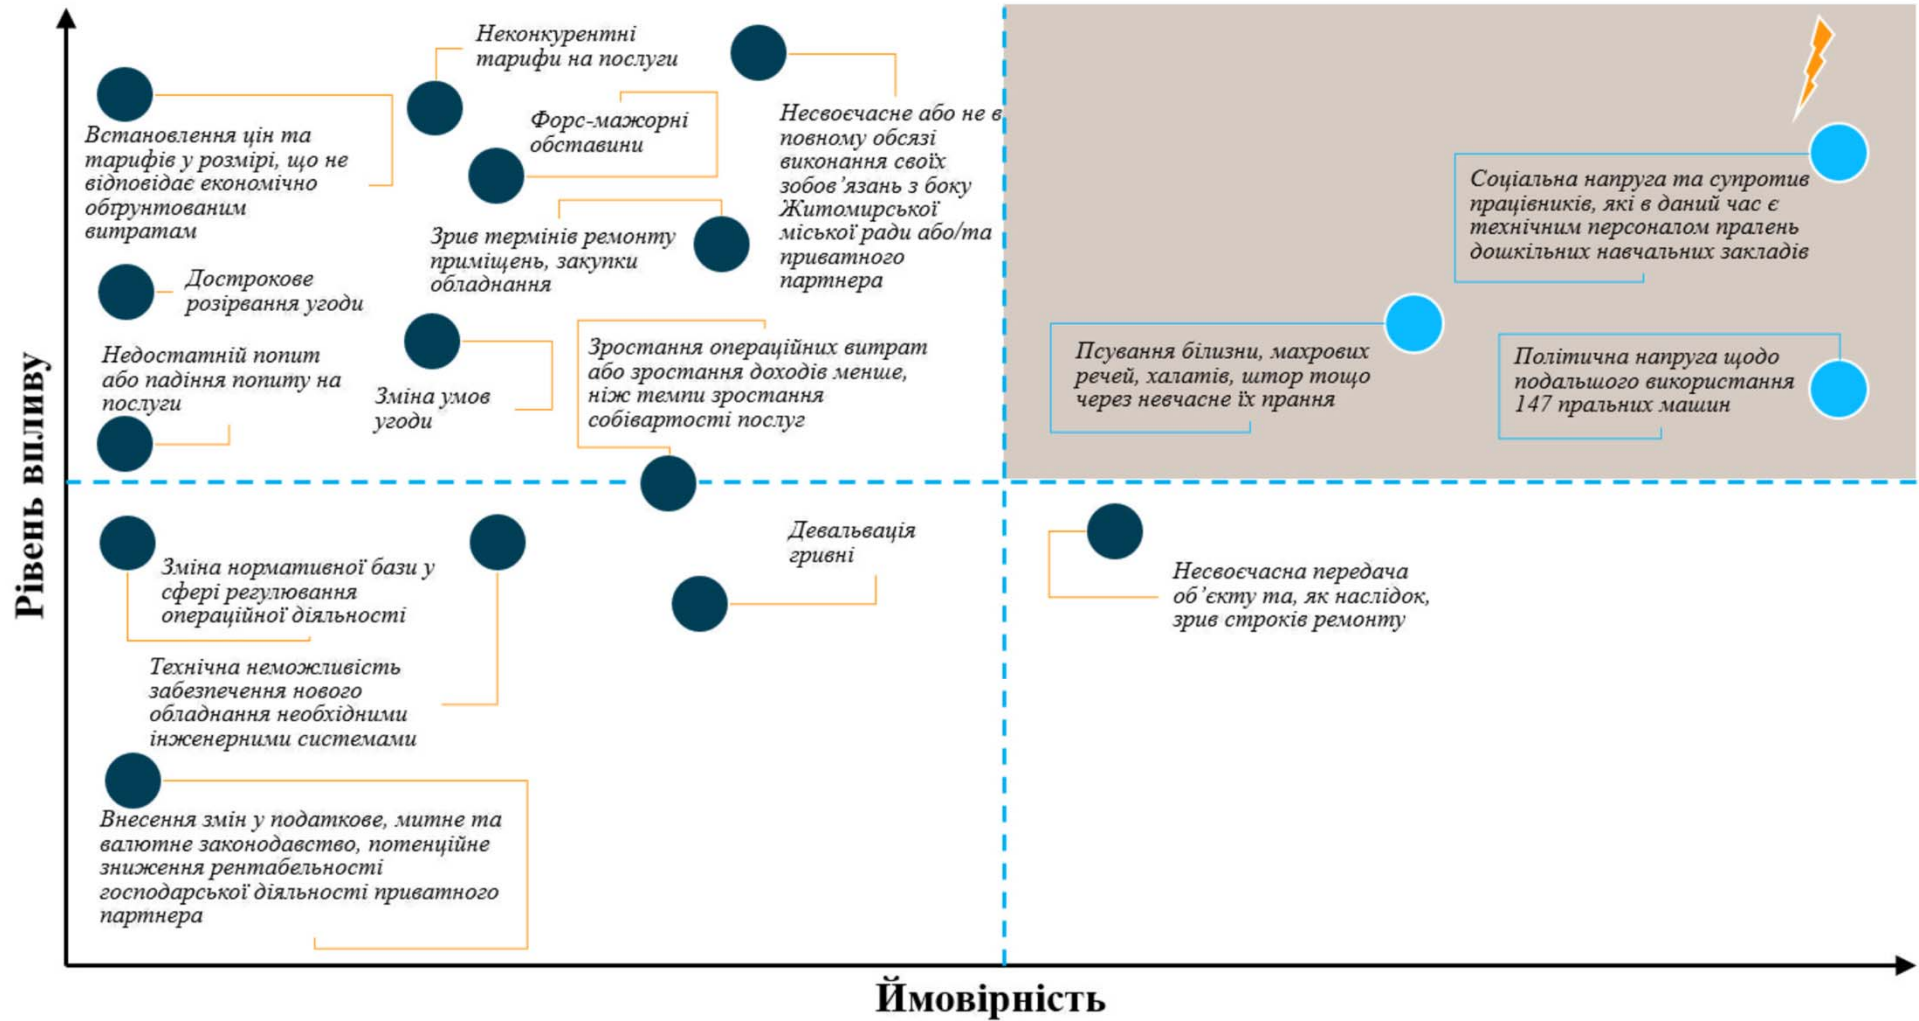 Рівень впливу
Неконкурентні
тарифи на послуги
Встановлення цін та
тарифів у розмірі, що не
відповідає економічно
обґрунтованим
витратам
Форс-мажорні
обставини
Несвоєчасне або не в
повному обсязі
виконання своїх
зобов’язань з боку
Житомирської
міської ради або/та
приватного
партнера
Зрив термінів ремонту
приміщень, закупки
обладнання
Дострокове
розірвання угоди
Недостатній попит
або падіння попиту на
послуги
Зміна умов
угоди
Зростання операційних витрат
або зростання доходів менше,
ніж темпи зростання
собівартості послуг
Соціальна напруга та супротив
працівників, які в даний час є
технічним персоналом пралень
дошкільних навчальних закладів
Псування білизни, махрових
речей, халатів, штор тощо
через невчасне їх прання
Політична напруга щодо
подальшого використання
147 пральних машин
Зміна нормативної бази у
сфері регулювання
операційної діяльності
Технічна неможливість
забезпечення нового
обладнання необхідними
інженерними системами
Девальвація
гривні
Несвоєчасна передача
об’єкту та, як наслідок,
зрив строків ремонту
Внесення змін у податкове, митне та
валютне законодавство, потенційне
зниження рентабельності
господарської діяльності приватного
партнера
Ймовірність